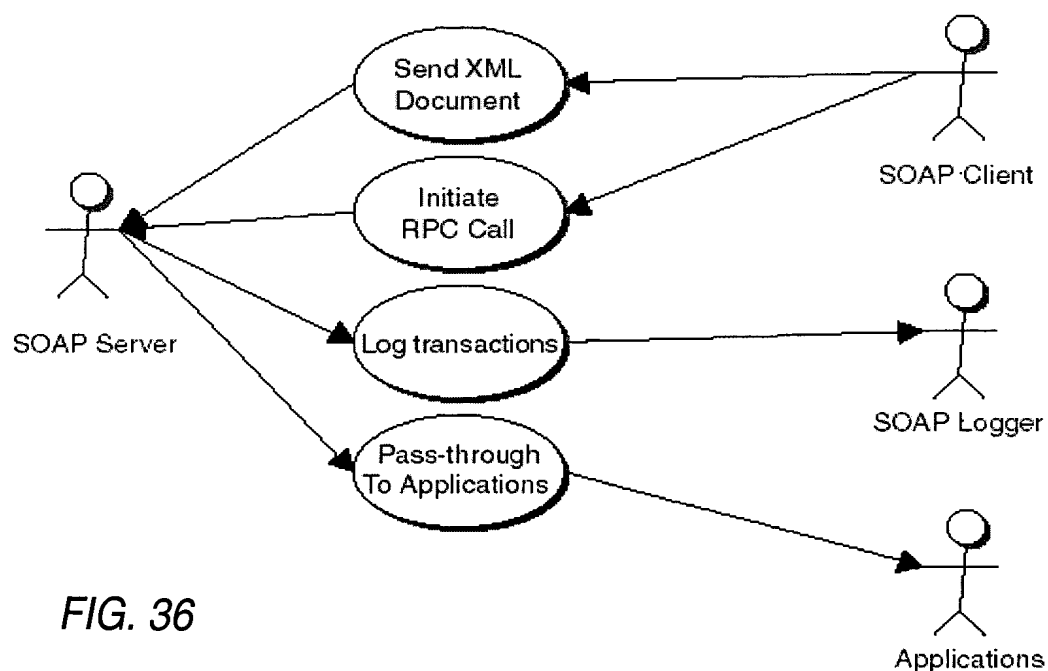 Send XML
Document
SOAP Client
Initiate
RPC Call
SOAP Server
Log transactions
SOAP Logger
Pass-through
To Applications
FIG. 36
Applications